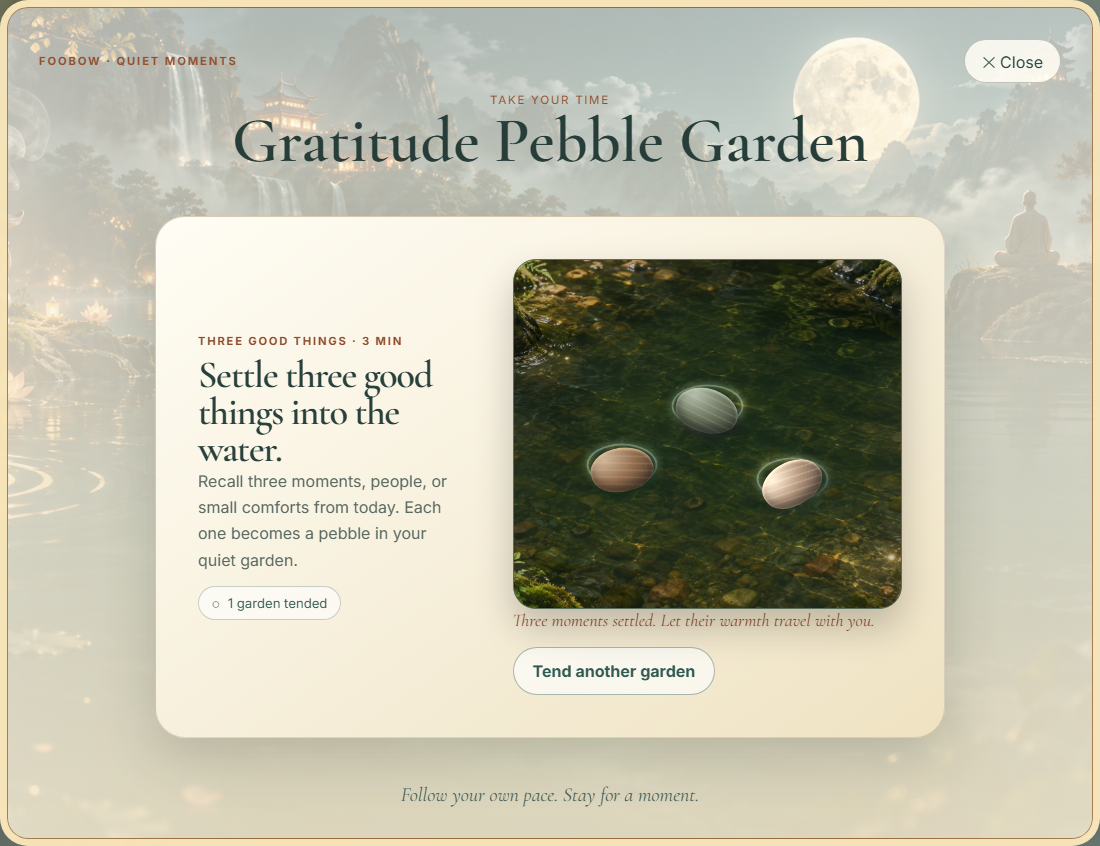 FOOBOW · QUIET MOMENTS
Close
TAKE YOUR TIME
Gratitude Pebble Garden
THREE GOOD THINGS · 3 MIN
Settle three good
things into the
water.
Recall three moments, people, or
small comforts from today. Each
one becomes a pebble in your
quiet garden.
1 garden tended
Three moments settled. Let their warmth travel with you.
Tend another garden
Follow your own pace. Stay for a moment.